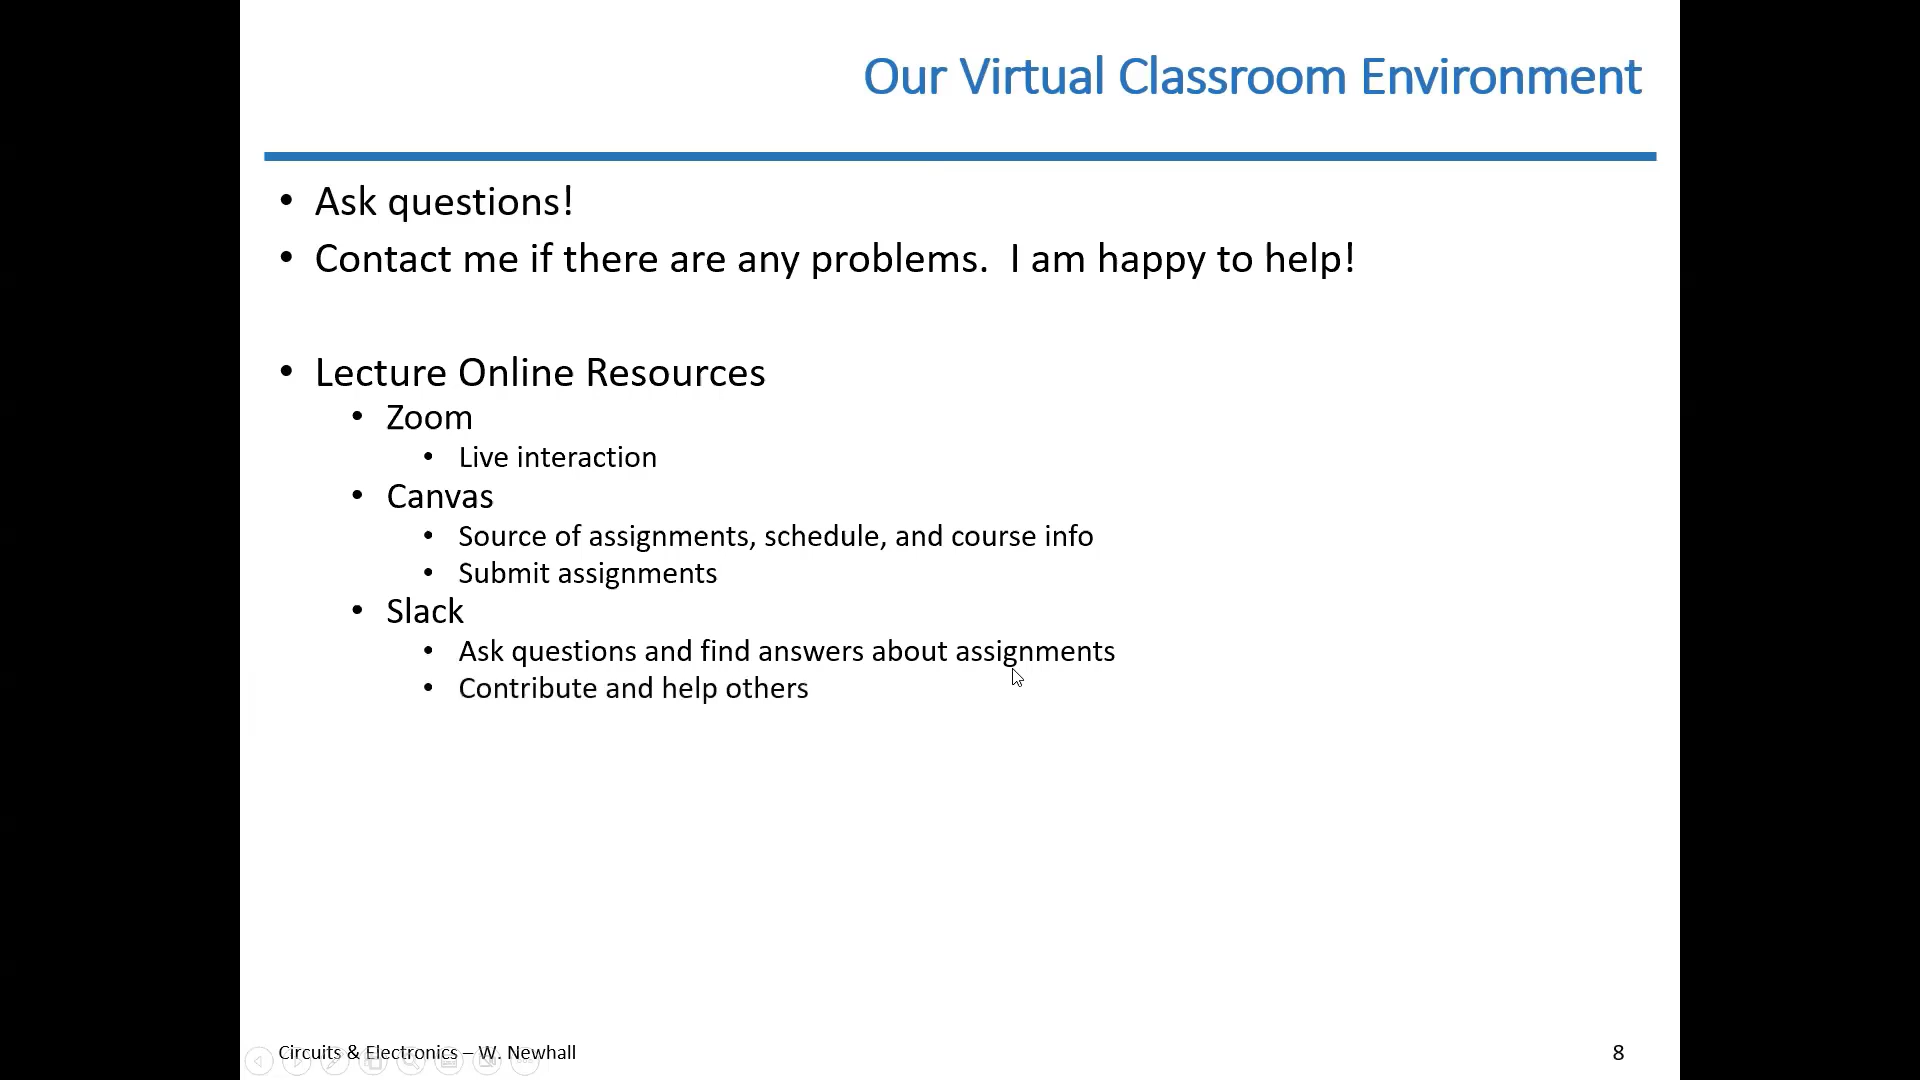 Our Virtual Classroom Environment
• Ask questions!
• Contact me if there are any problems.  I am happy to help!
• Lecture Online Resources
• Zoom
• Live interaction
• Canvas
• Source of assignments, schedule, and course info
• Submit assignments
• Slack
• Ask questions and find answers about assignments
• Contribute and help others
Circuits & Electronics – W. Newhall
8